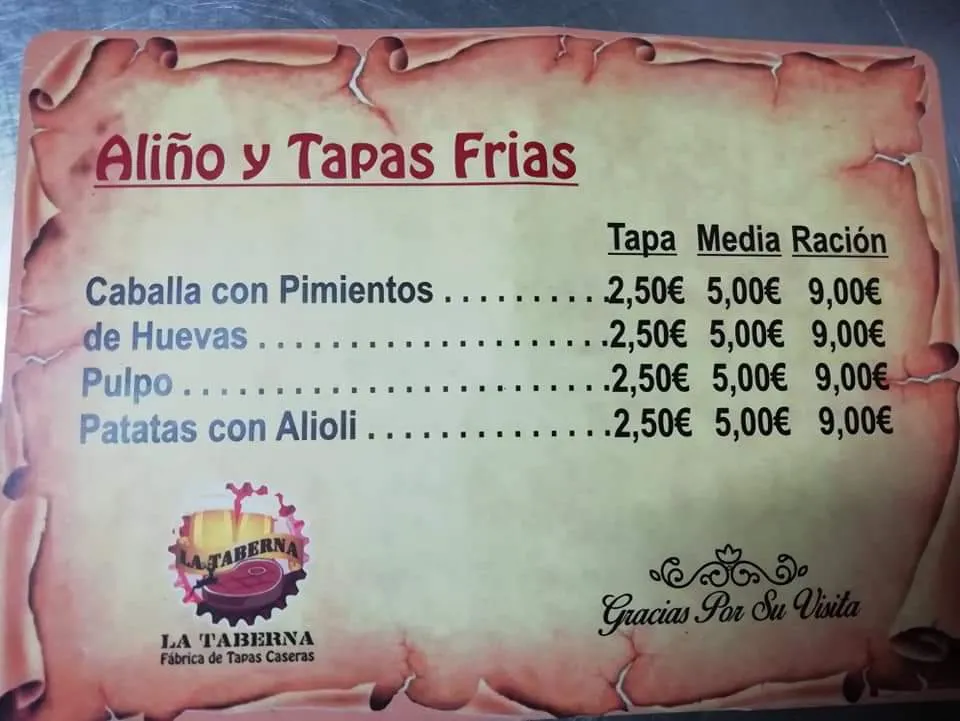 Aliño y Tapas Frias
Tapa Media Ración
Caballa con Pimientos . . . . . . . . . .2,50€ 5,00€ 9,00€
de Huevas . . . . . . . . . . . . . . . . . . . . . .2,50€ 5,00€ 9,00€
Pulpo . . . . . . . . . . . . . . . . . . . . . . . . . . .2,50€ 5,00€ 9,00€
Patatas con Alioli . . . . . . . . . . . . . . .2,50€ 5,00€ 9,00€
LA TABERNA
LA TABERNA
Fábrica de Tapas Caseras
Gracias Por Su Visita